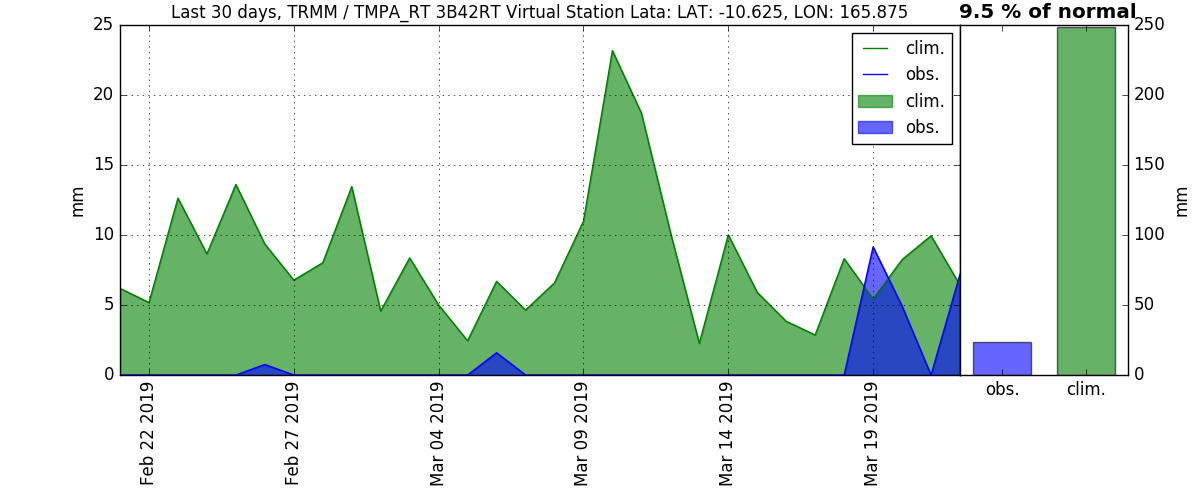 Last 30 days, TRMM / TMPA_RT 3B42RT Virtual Station Lata: LAT: -10.625, LON: 165.875
9.5 % of normal
25
20
15
10
5
0
mm
clim.
obs.
clim.
obs.
250
200
150
100
50
0
mm
obs.
clim.
Feb 22 2019
Feb 27 2019
Mar 04 2019
Mar 09 2019
Mar 14 2019
Mar 19 2019